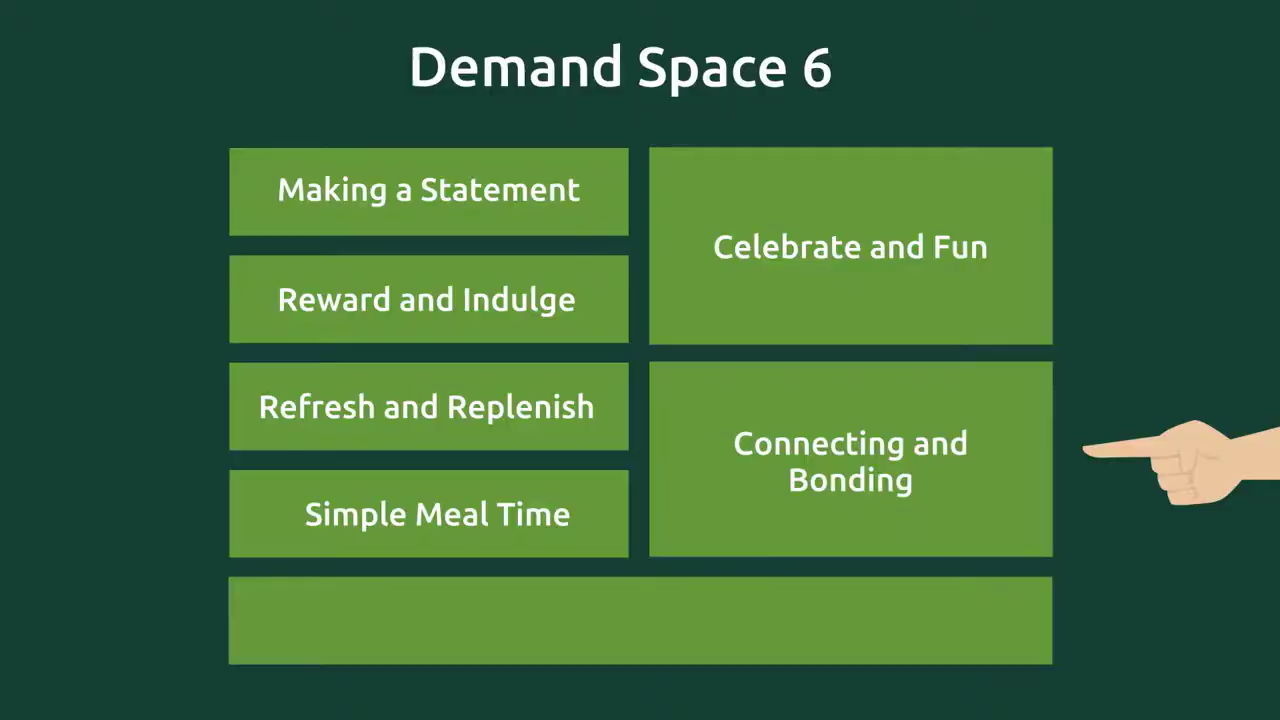 Demand Space 6
Making a Statement
Reward and Indulge
Refresh and Replenish
Simple Meal Time
Celebrate and Fun
Connecting and
Bonding